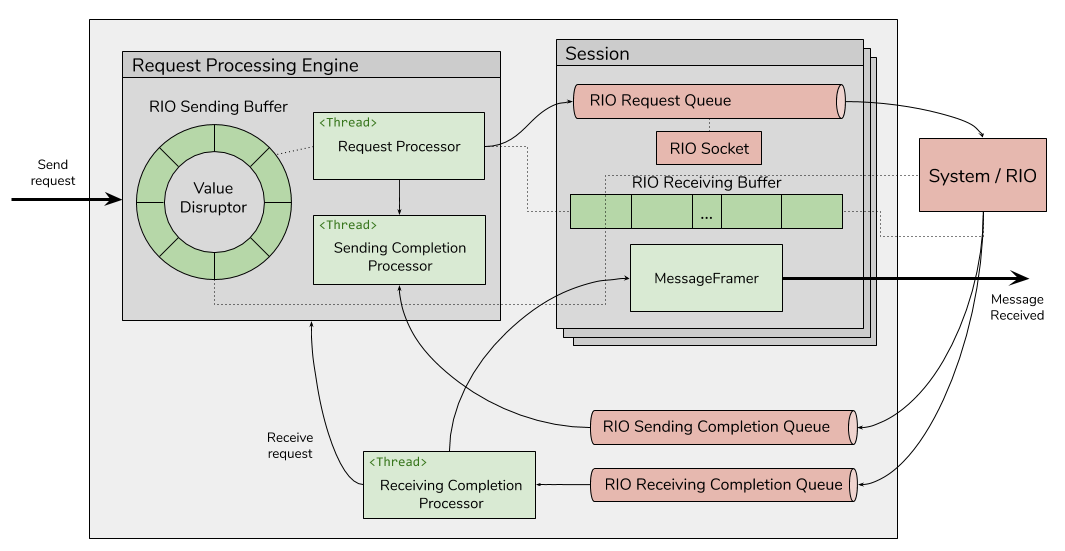 Send
request
Request Processing Engine
RIO Sending Buffer
Value
Disruptor
<Thread>
Request Processor
<Thread>
Sending Completion
Processor
Session
RIO Request Queue
RIO Socket
RIO Receiving Buffer
...
MessageFramer
System / RIO
Message
Received
RIO Sending Completion Queue
RIO Receiving Completion Queue
Receive
request
<Thread>
Receiving Completion
Processor